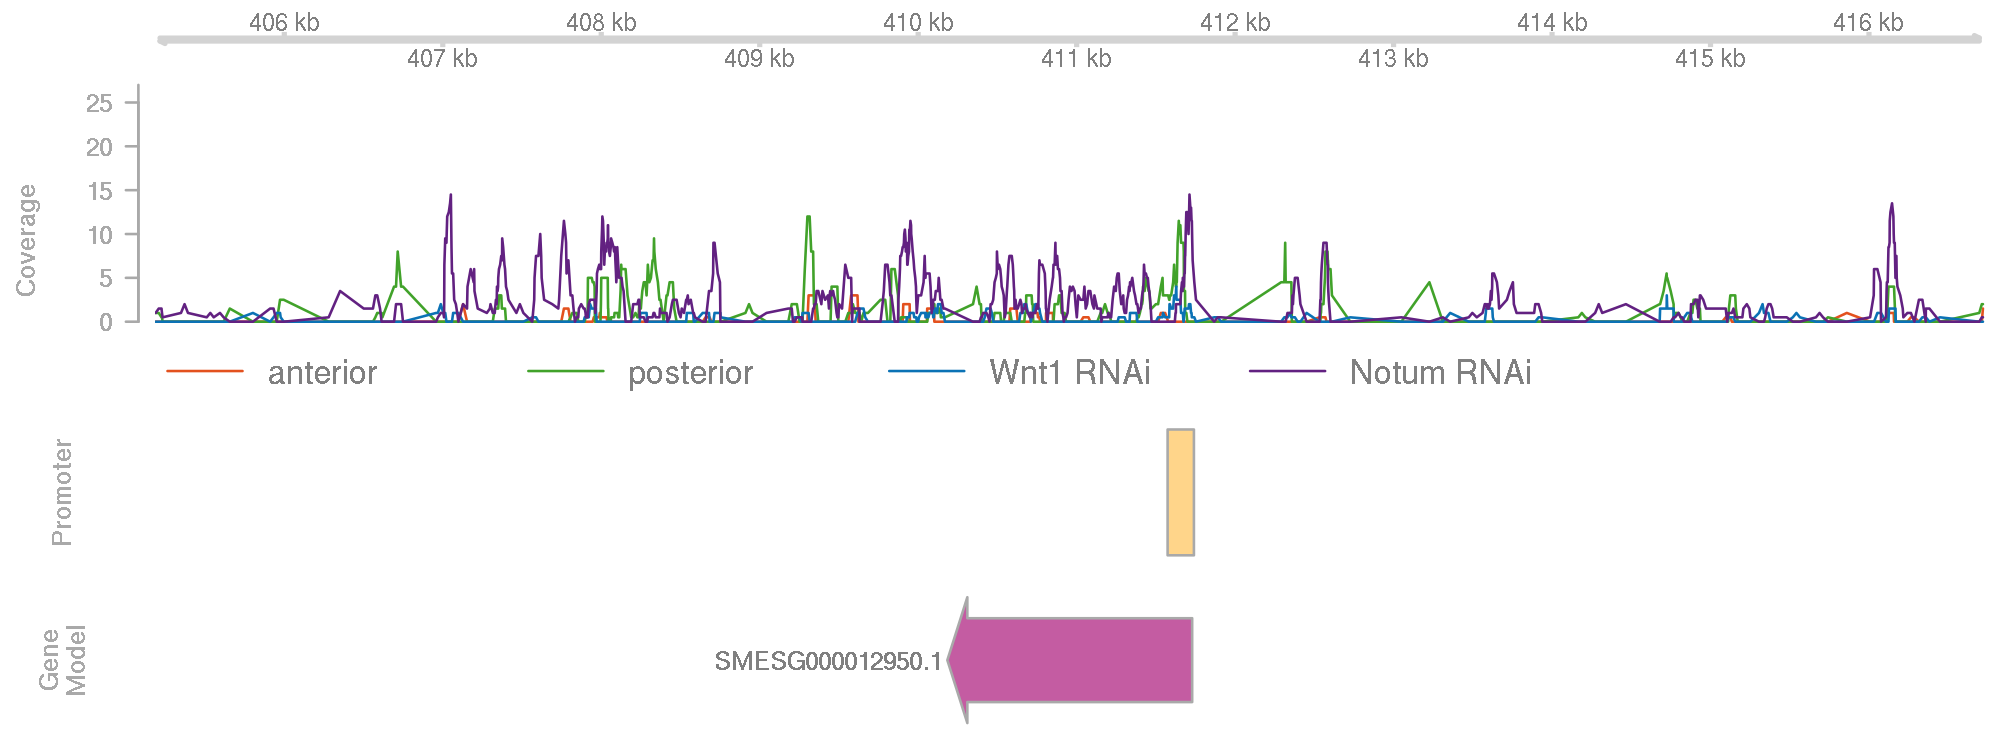 406 kb 408 kb 410 kb 412 kb 414 kb 416 kb
407 kb 409 kb 411 kb 413 kb 415 kb
25
20
15
10
5
0
Coverage
anterior posterior Wnt1 RNAi Notum RNAi
Promoter
Gene
Model
SMESG000012950.1